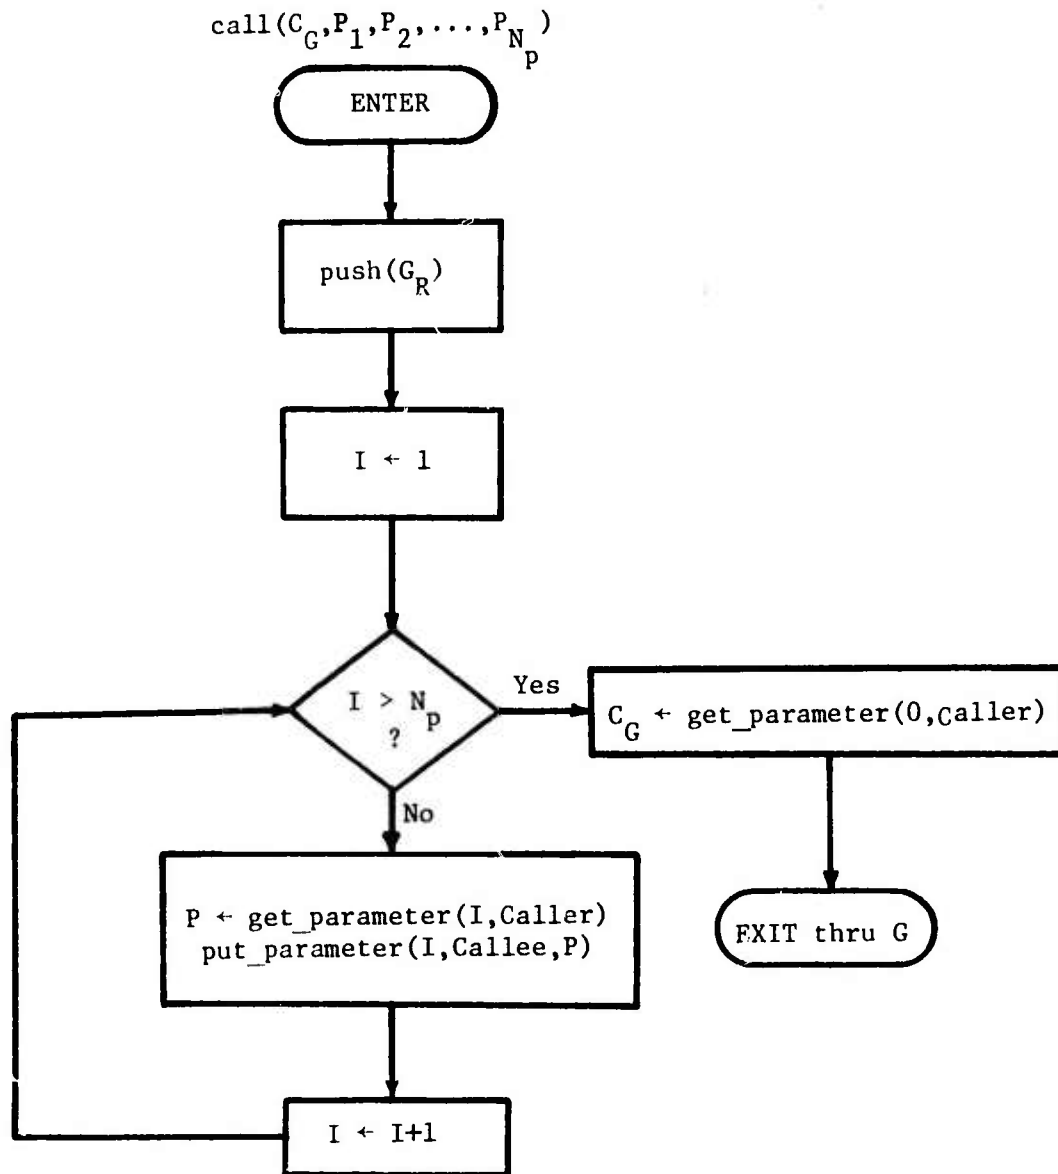 call(C_G,P_1,P_2,...,P_N_p)
ENTER
push(G_R)
I ← 1
I > N_p
?
Yes
C_G ← get_parameter(0,Caller)
No
P ← get_parameter(I,Caller)
put_parameter(I,Callee,P)
EXIT thru G
I ← I+1